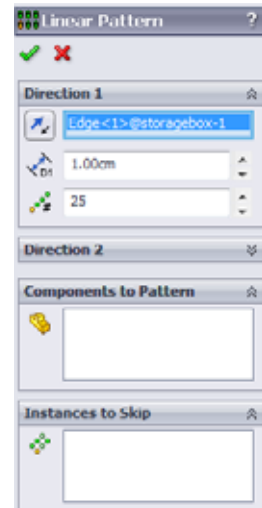 Linear Pattern ?
Direction 1
Edge<1>@storagebox-1
D1 1.00cm
25
Direction 2
Components to Pattern
Instances to Skip